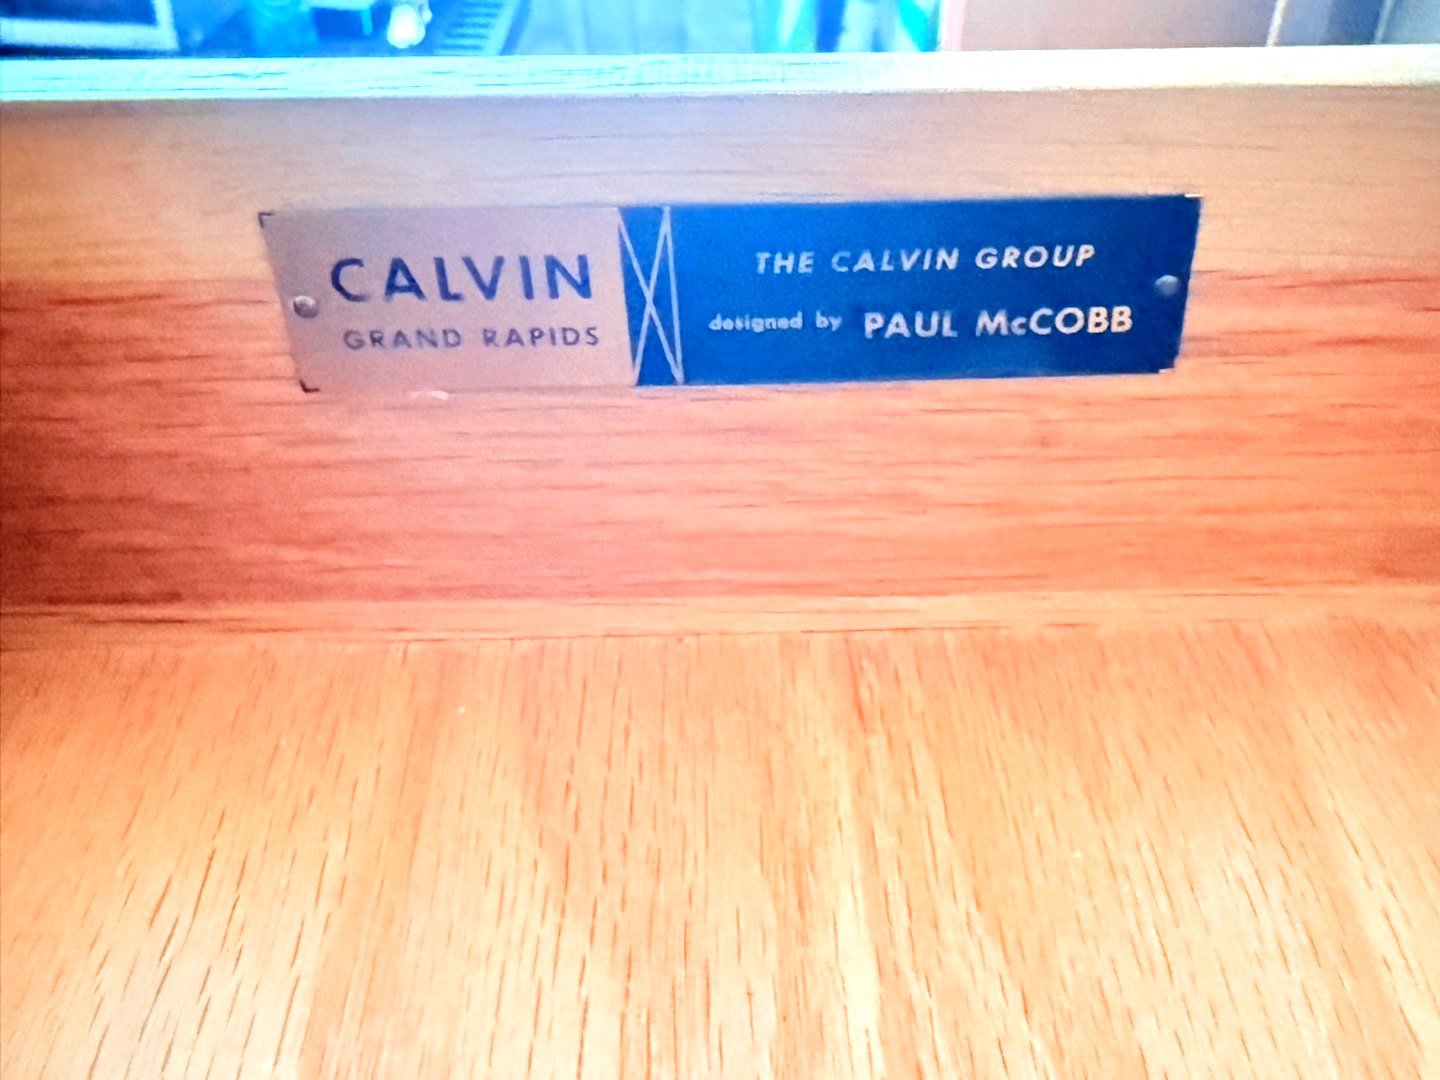 CALVIN
GRAND RAPIDS
THE CALVIN GROUP
designed by PAUL McCOBB